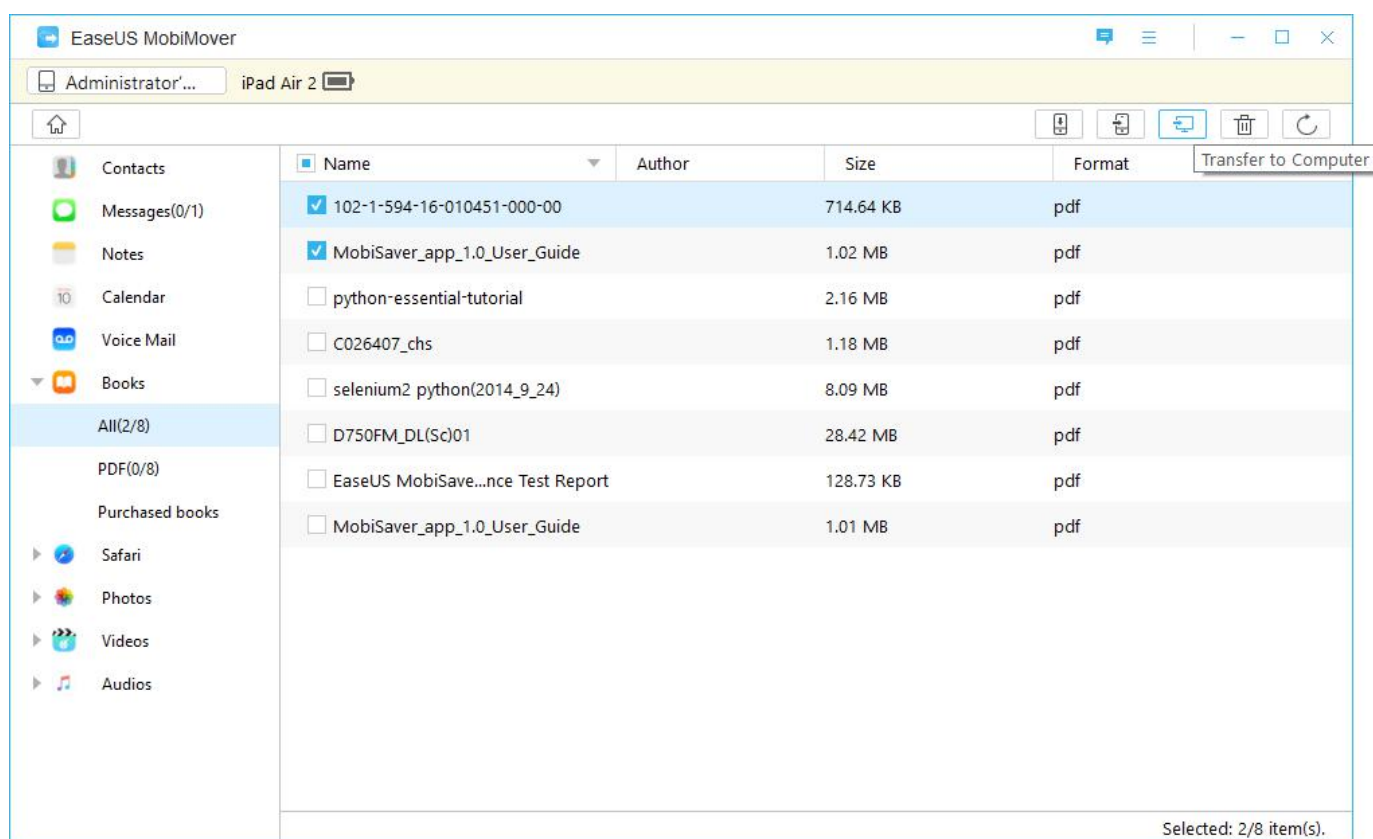 EaseUS MobiMover
Administrator'... iPad Air 2
Name Author Size Format Transfer to Computer
Contacts
Messages(0/1)
Notes
10 Calendar
Voice Mail
Books
All(2/8)
PDF(0/8)
Purchased books
Safari
Photos
Videos
Audios
102-1-594-16-010451-000-00 714.64 KB pdf
MobiSaver_app_1.0_User_Guide 1.02 MB pdf
python-essential-tutorial 2.16 MB pdf
C026407_chs 1.18 MB pdf
selenium2 python(2014_9_24) 8.09 MB pdf
D750FM_DL(Sc)01 28.42 MB pdf
EaseUS MobiSave...nce Test Report 128.73 KB pdf
MobiSaver_app_1.0_User_Guide 1.01 MB pdf
Selected: 2/8 item(s).